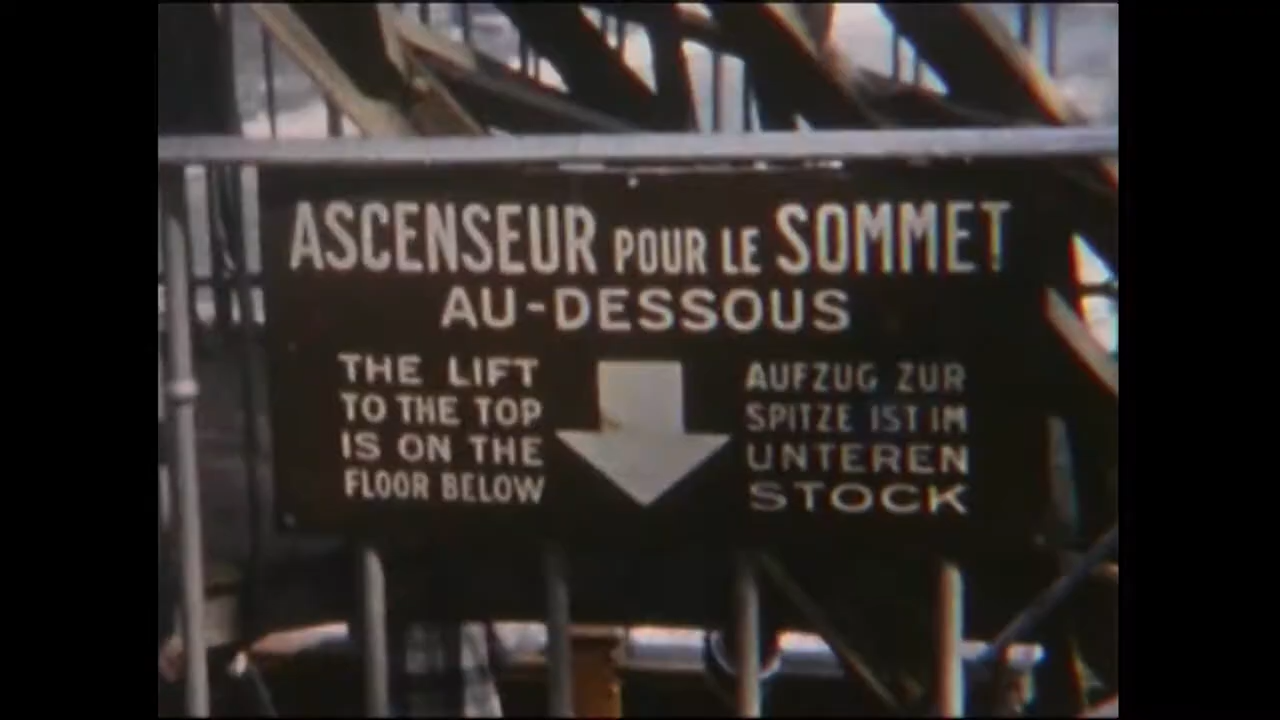 ASCENSEUR POUR LE SOMMET
AU-DESSOUS
THE LIFT
TO THE TOP
IS ON THE
FLOOR BELOW
AUFZUG ZUR
SPITZE IST IM
UNTEREN
STOCK